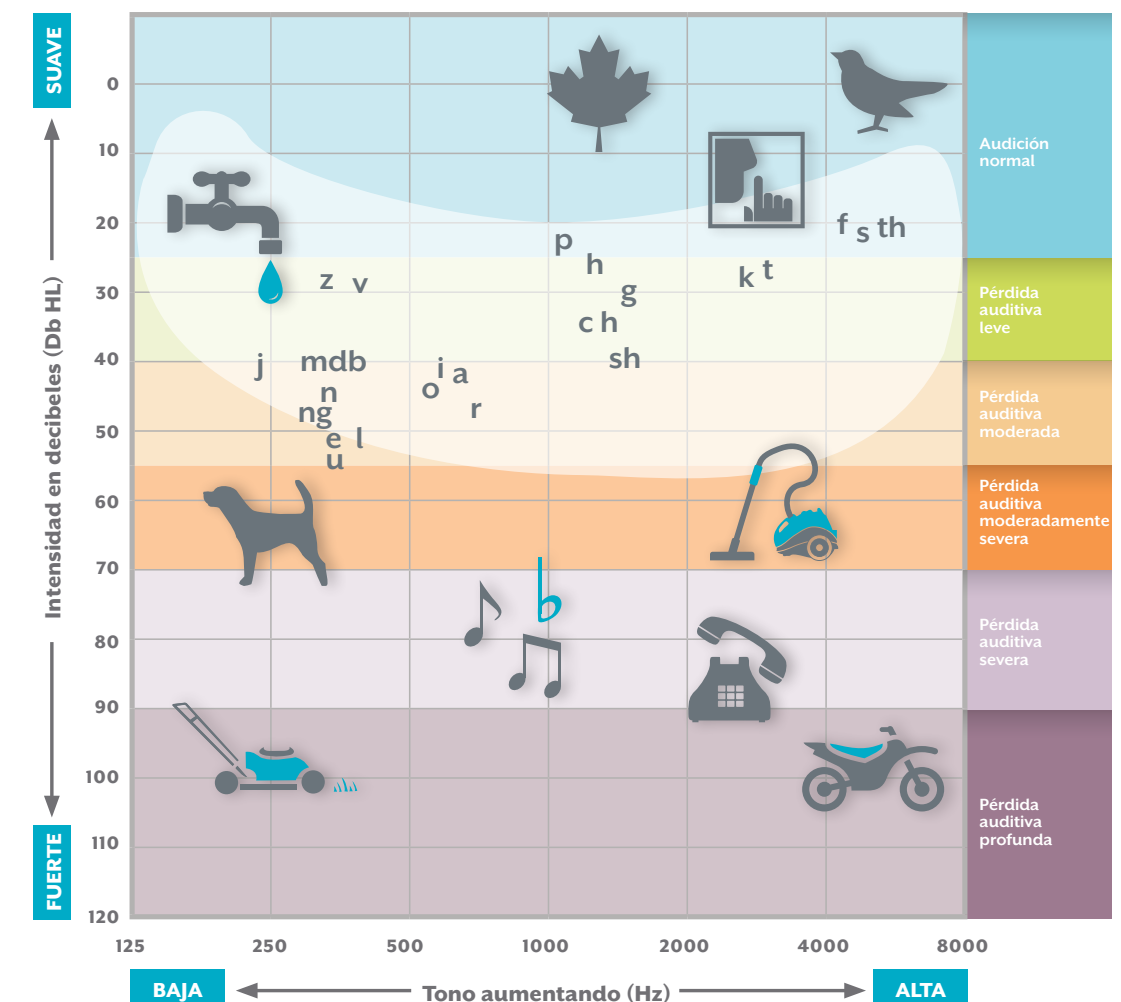 SUAVE
Intensidad en decibeles (Db HL)
FUERTE
0
10
20
30
40
50
60
70
80
90
100
110
120
f s th
p
h
k t
z v
g
ch
sh
j
mdb
i a
n
o
ng
r
e l
u
Audición
normal
Pérdida
auditiva
leve
Pérdida
auditiva
moderada
Pérdida
auditiva
moderadamente
severa
Pérdida
auditiva
severa
Pérdida
auditiva
profunda
125 250 500 1000 2000 4000 8000
BAJA Tono aumentando (Hz) ALTA